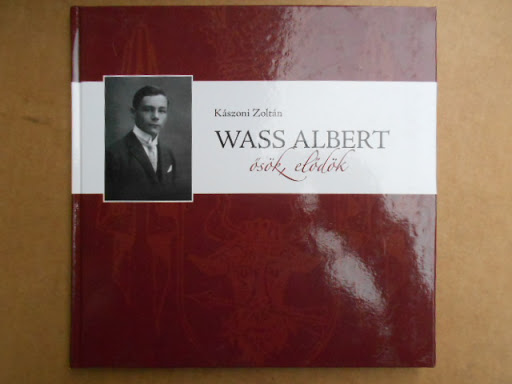 Kászoni Zoltán
WASS ALBERT
ősök, elődök